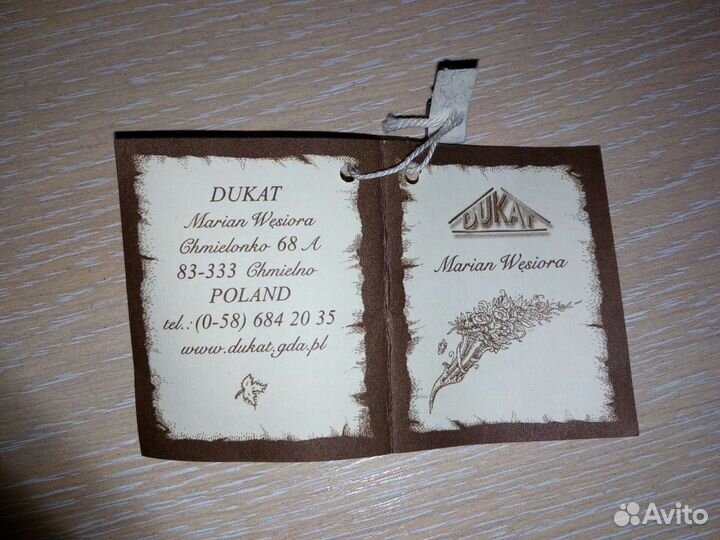 DUKAT
Marian Węsiora
Chmielonko 68 A
83-333 Chmielno
POLAND
tel.: (0-58) 684 20 35
www.dukat.gda.pl
DUKAT
Marian Węsiora
Avito